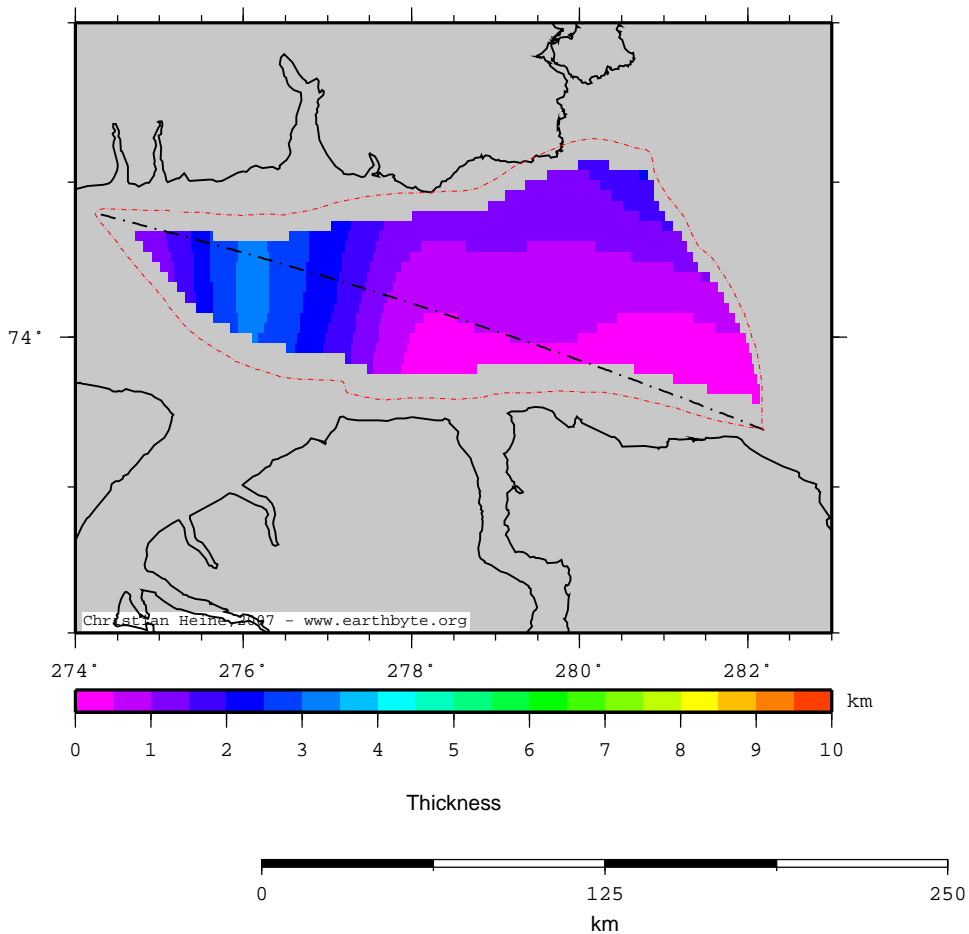 74°
Christian Heine, 2007 - www.earthbyte.org
274° 276° 278° 280° 282°
km
0 1 2 3 4 5 6 7 8 9 10
Thickness
0 125 250
km